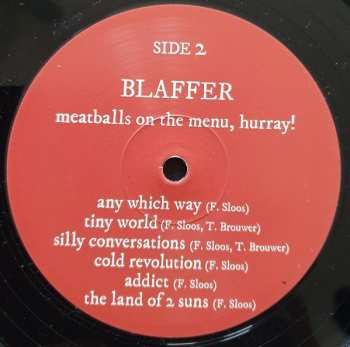 SIDE 2
BLAFFER
meatballs on the menu, hurray!
any which way (F. Sloos)
tiny world (F. Sloos, T. Brouwer)
silly conversations (F. Sloos, T. Brouwer)
cold revolution (F. Sloos)
addict (F. Sloos)
the land of 2 suns (F. Sloos)